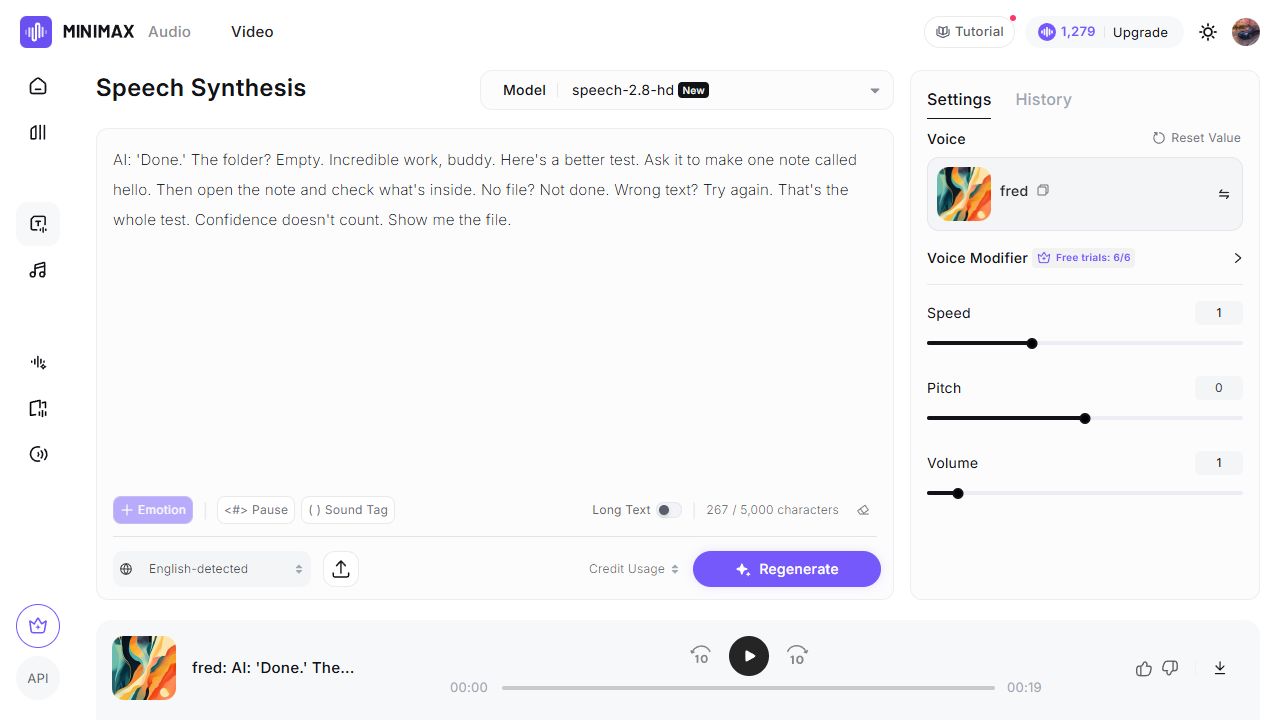 MINIMAX Audio Video
Tutorial 1,279 Upgrade
Speech Synthesis
Model speech-2.8-hd New
AI: 'Done.' The folder? Empty. Incredible work, buddy. Here's a better test. Ask it to make one note called
hello. Then open the note and check what's inside. No file? Not done. Wrong text? Try again. That's the
whole test. Confidence doesn't count. Show me the file.
+ Emotion <#> Pause ( ) Sound Tag Long Text 267 / 5,000 characters
English-detected Credit Usage Regenerate
Settings History
Voice Reset Value
fred
Voice Modifier Free trials: 6/6
Speed 1
Pitch 0
Volume 1
API
fred: AI: 'Done.' The...
10 10
00:00 00:19